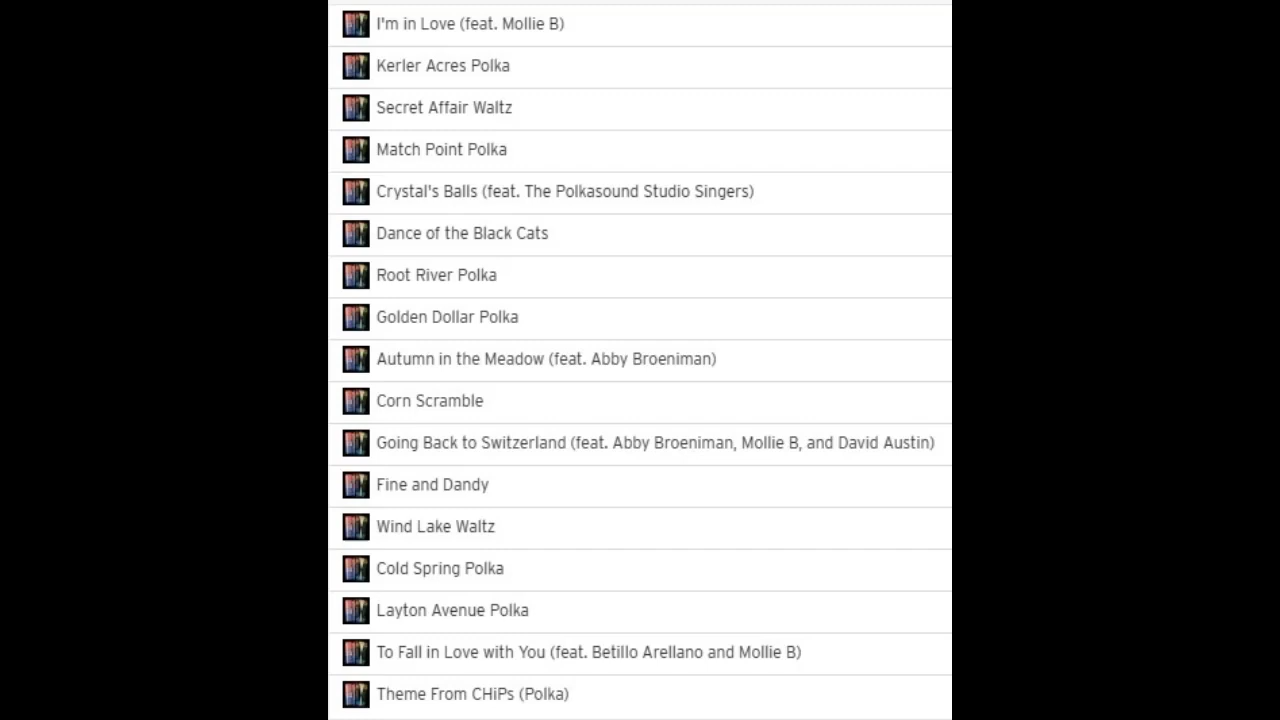 I'm in Love (feat. Mollie B)
Kerler Acres Polka
Secret Affair Waltz
Match Point Polka
Crystal's Balls (feat. The Polkasound Studio Singers)
Dance of the Black Cats
Root River Polka
Golden Dollar Polka
Autumn in the Meadow (feat. Abby Broeniman)
Corn Scramble
Going Back to Switzerland (feat. Abby Broeniman, Mollie B, and David Austin)
Fine and Dandy
Wind Lake Waltz
Cold Spring Polka
Layton Avenue Polka
To Fall in Love with You (feat. Betillo Arellano and Mollie B)
Theme From CHiPs (Polka)